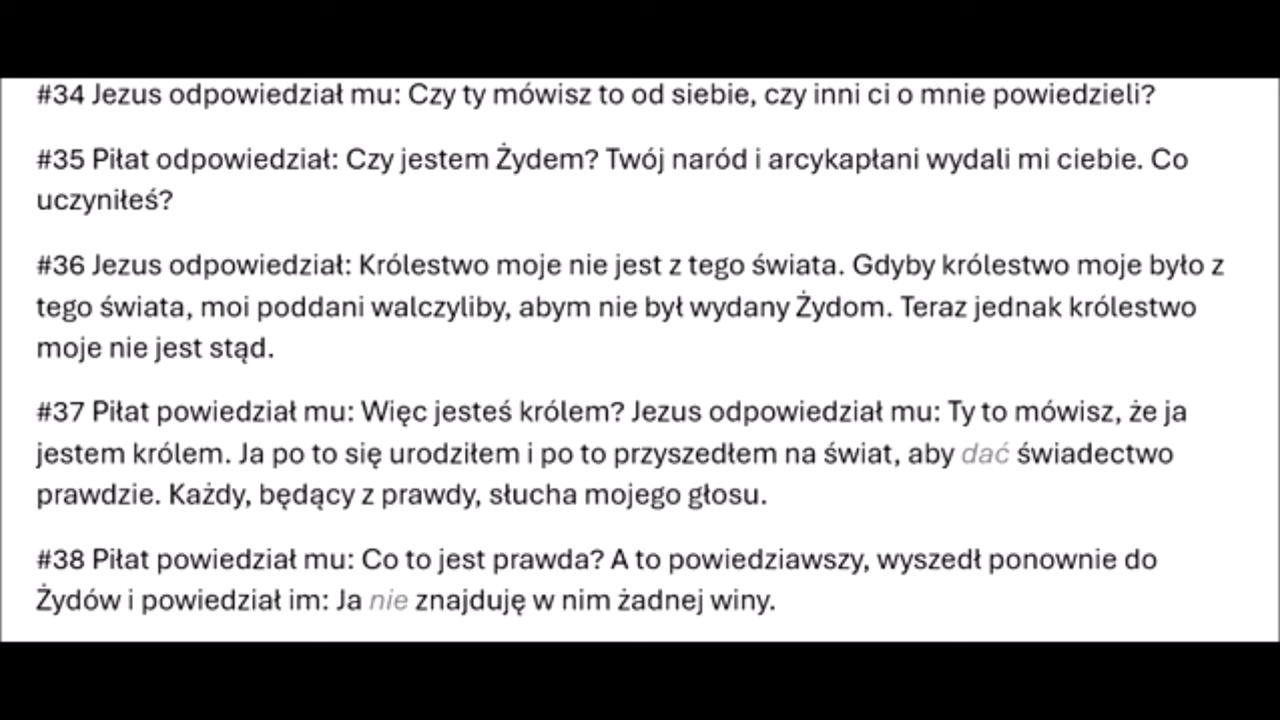 #34 Jezus odpowiedział mu: Czy ty mówisz to od siebie, czy inni ci o mnie powiedzieli?
#35 Piłat odpowiedział: Czy jestem Żydem? Twój naród i arcykapłani wydali mi ciebie. Co
uczyniłeś?
#36 Jezus odpowiedział: Królestwo moje nie jest z tego świata. Gdyby królestwo moje było z
tego świata, moi poddani walczyliby, abym nie był wydany Żydom. Teraz jednak królestwo
moje nie jest stąd.
#37 Piłat powiedział mu: Więc jesteś królem? Jezus odpowiedział mu: Ty to mówisz, że ja
jestem królem. Ja po to się urodziłem i po to przyszedłem na świat, aby dać świadectwo
prawdzie. Każdy, będący z prawdy, słucha mojego głosu.
#38 Piłat powiedział mu: Co to jest prawda? A to powiedziawszy, wyszedł ponownie do
Żydów i powiedział im: Ja nie znajduję w nim żadnej winy.